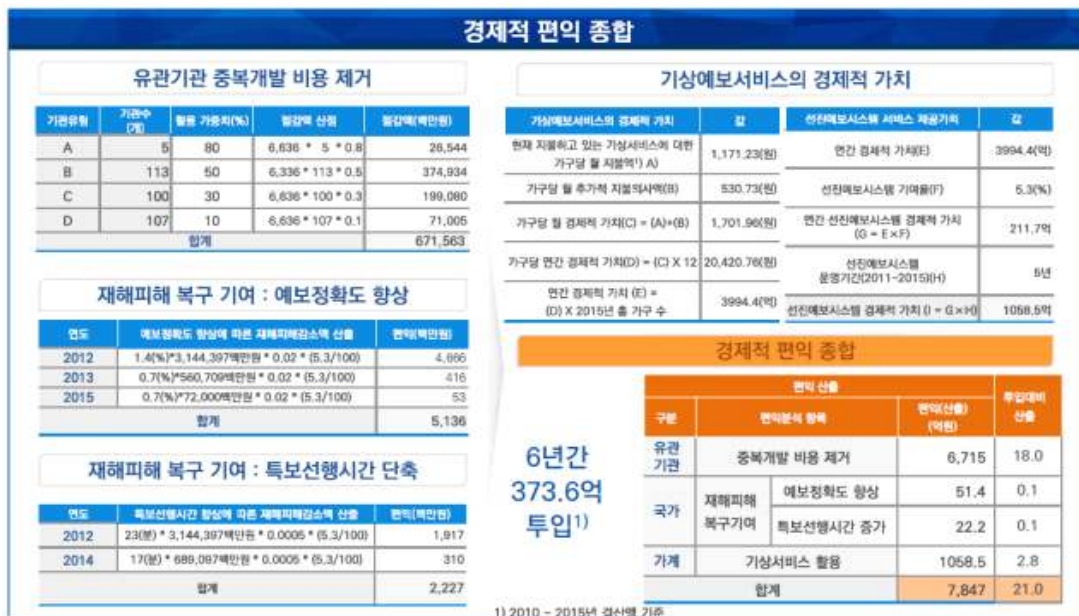 경제적 편익 종합
유관기관 중복개발 비용 제거
기관유형 기관수(개) 활용 가중치(%) 절감액 산정 절감액(백만원)
A 5 80 6,636 * 5 * 0.8 26,544
B 113 50 6,336 * 113 * 0.5 374,934
C 100 30 6,636 * 100 * 0.3 199,080
D 107 10 6,636 * 107 * 0.1 71,005
합계 671,563
재해피해 복구 기여 : 예보정확도 향상
연도 예보정확도 향상에 따른 재해피해감소액 산출 편익(백만원)
2012 1.4(%)*3,144,397백만원 * 0.02 * (5.3/100) 4,666
2013 0.7(%)*560,709백만원 * 0.02 * (5.3/100) 416
2015 0.7(%)*72,000백만원 * 0.02 * (5.3/100) 53
합계 5,136
재해피해 복구 기여 : 특보선행시간 단축
연도 특보선행시간 향상에 따른 재해피해감소액 산출 편익(백만원)
2012 23(분) * 3,144,397백만원 * 0.0005 * (5.3/100) 1,917
2014 17(분) * 689,097백만원 * 0.0005 * (5.3/100) 310
합계 2,227
기상예보서비스의 경제적 가치
기상예보서비스의 경제적 가치 값
현재 지불하고 있는 기상서비스에 대한
가구당 월 지불액¹⁾ A) 1,171.23(원)
가구당 월 추가적 지불의사액(B) 530.73(원)
가구당 월 경제적 가치(C) = (A)+(B) 1,701.96(원)
가구당 연간 경제적 가치(D) = (C) X 12 20,420.76(원)
연간 경제적 가치 (E) =
(D) X 2015년 총 가구 수 3994.4(억)
선진예보시스템 서비스 제공가치 값
연간 경제적 가치(E) 3994.4(억)
선진예보시스템 기여율(F) 5.3(%)
연간 선진예보시스템 경제적 가치
(G = E×F) 211.7억
선진예보시스템
운영기간(2011~2015)(H) 5년
선진예보시스템 경제적 가치 (I = G×H) 1058.5억
경제적 편익 종합
6년간
373.6억
투입¹⁾
편익 산출 투입대비 산출
구분 편익분석 항목 편익(산출)(억원)
유관기관 중복개발 비용 제거 6,715 18.0
국가 재해피해 복구기여 예보정확도 향상 51.4 0.1
특보선행시간 증가 22.2 0.1
가계 기상서비스 활용 1058.5 2.8
합계 7,847 21.0
1) 2010 ~ 2015년 결산액 기준